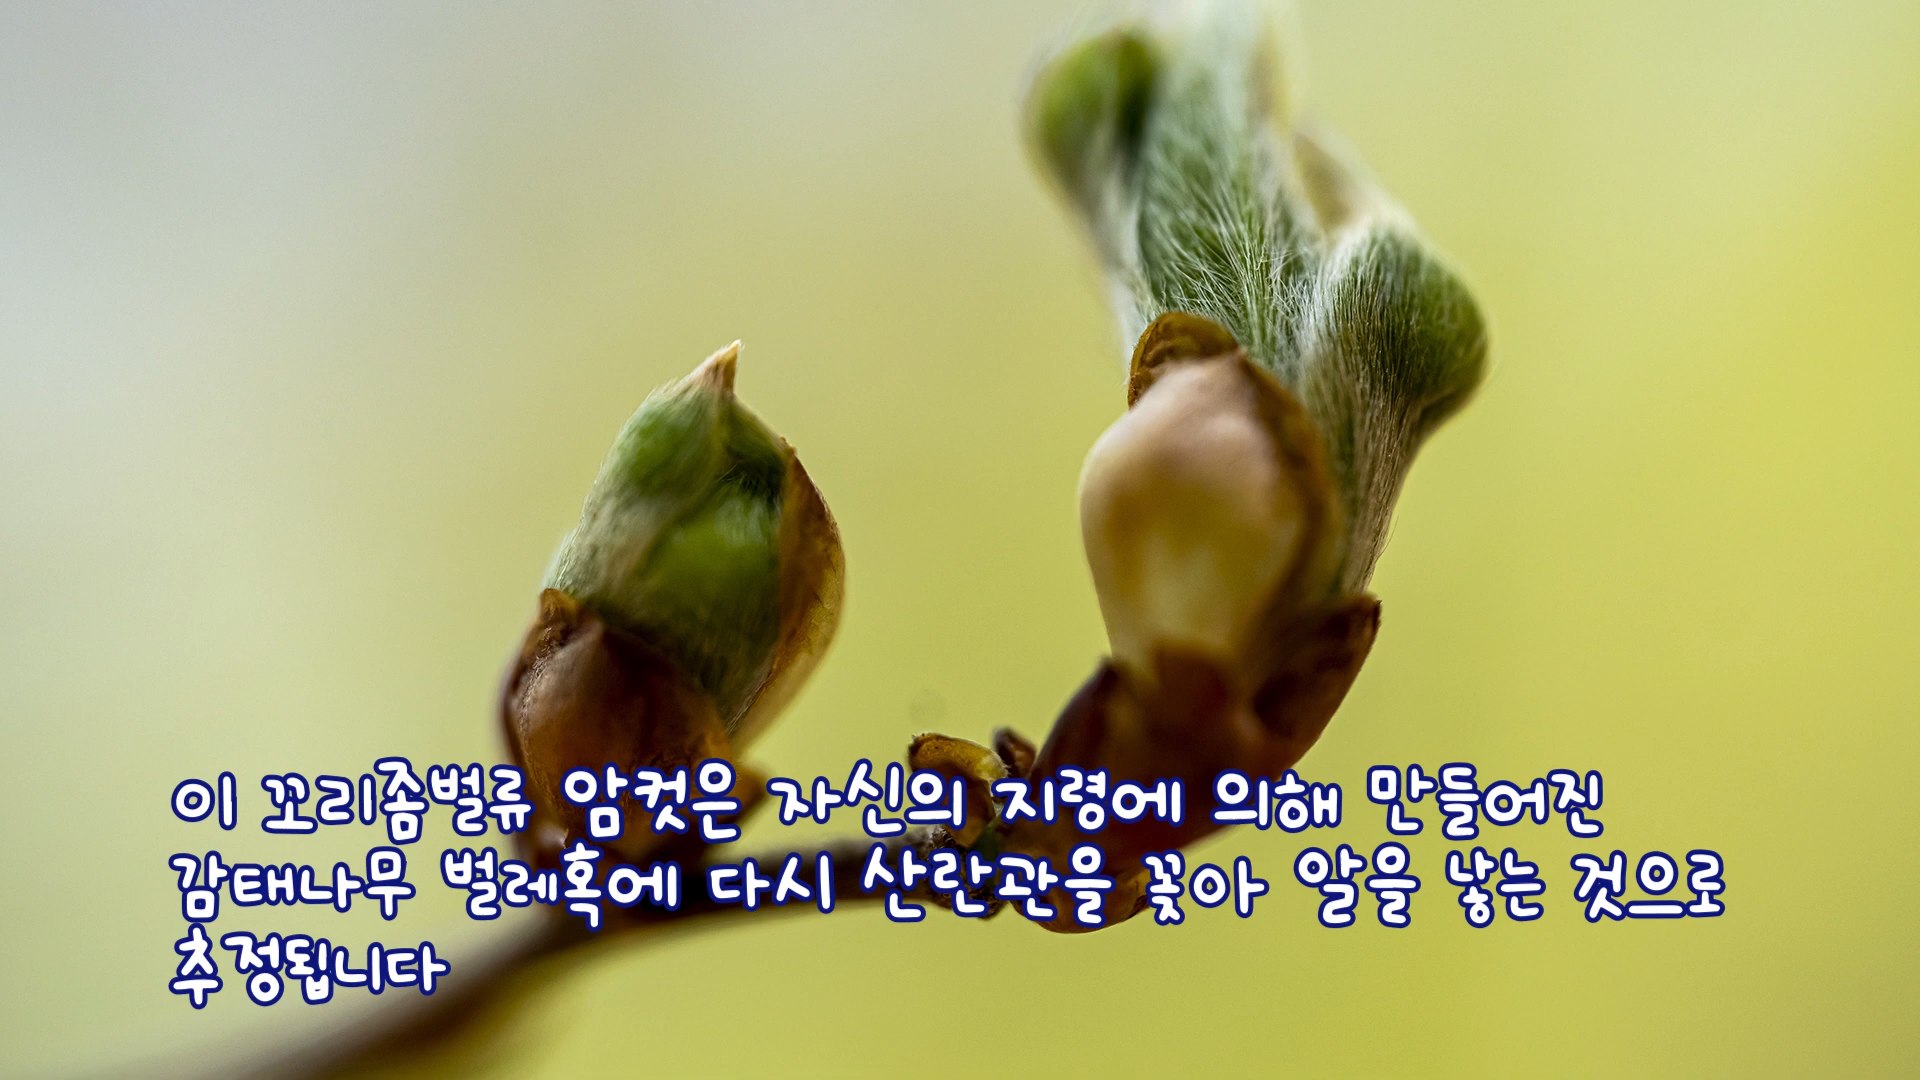 이 꼬리좀벌류 암컷은 자신의 지령에 의해 만들어진
감태나무 벌레혹에 다시 산란관을 꽂아 알을 낳는 것으로
추정됩니다